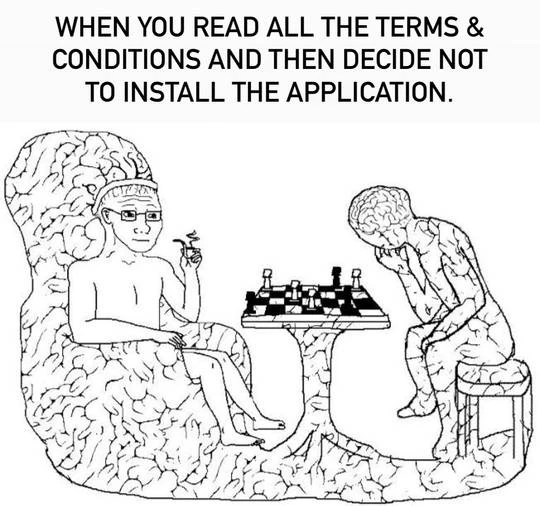 WHEN YOU READ ALL THE TERMS &
CONDITIONS AND THEN DECIDE NOT
TO INSTALL THE APPLICATION.